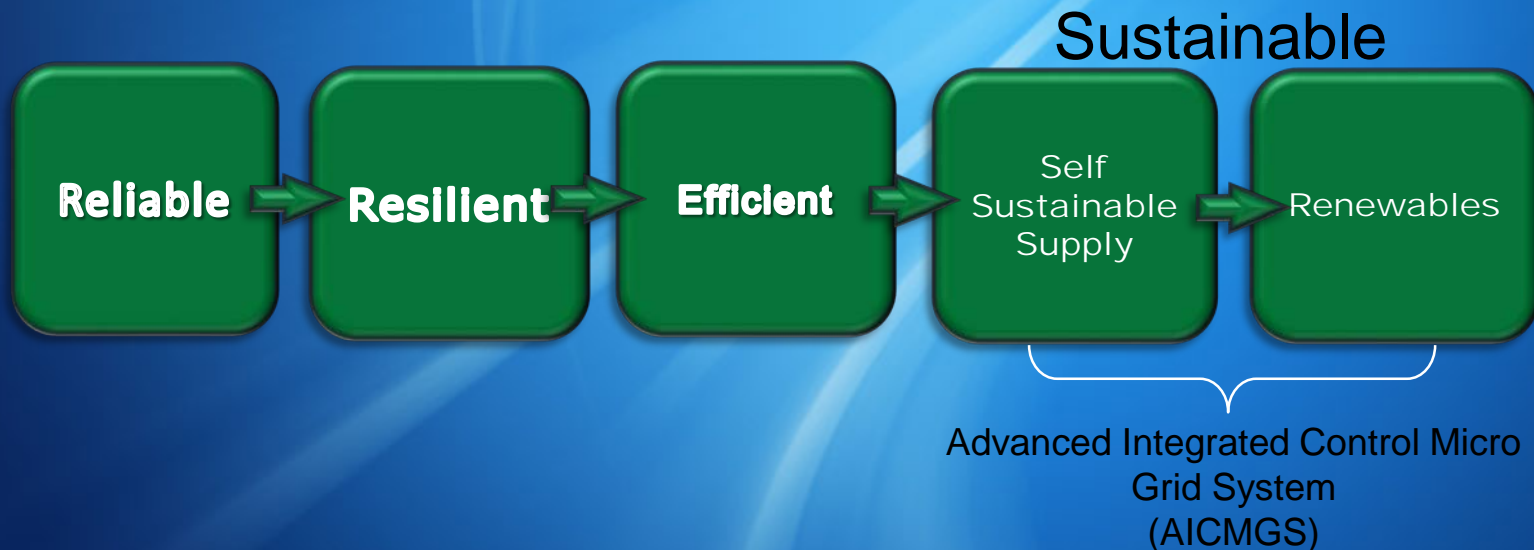 Sustainable
Reliable
Resilient
Efficient
Self
Sustainable
Supply
Renewables
Advanced Integrated Control Micro
Grid System
(AICMGS)